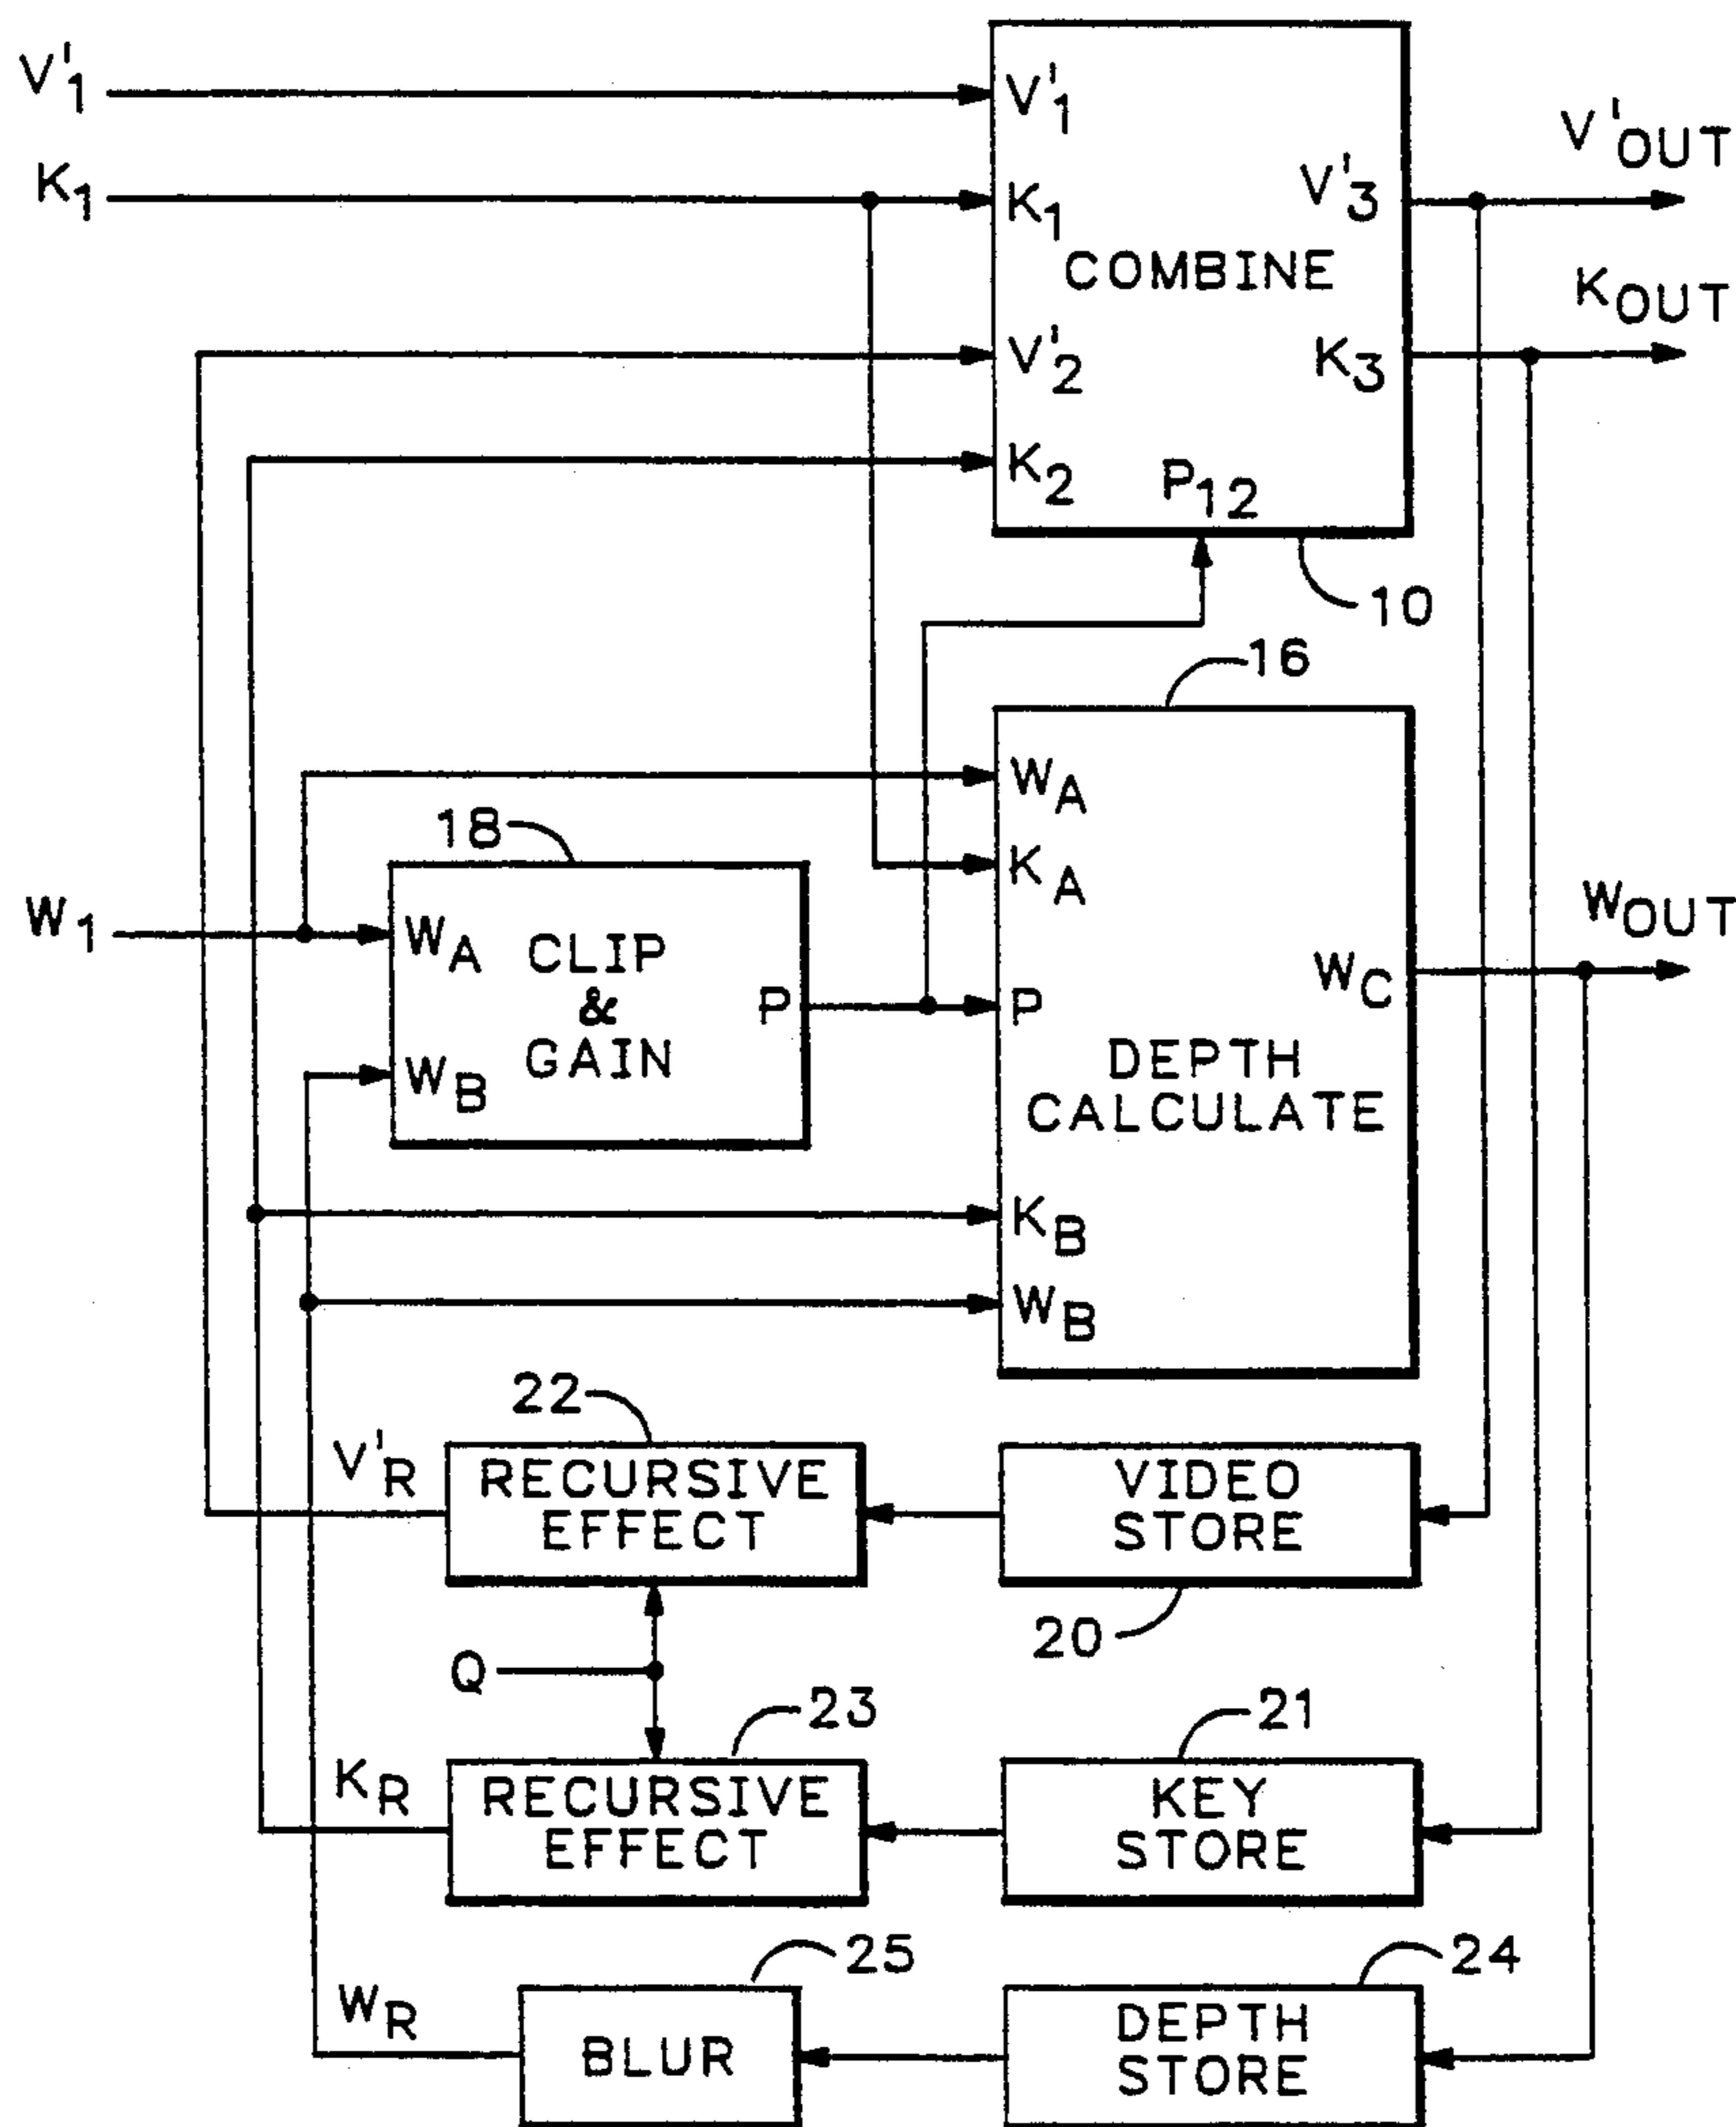 V'1
V'1
V'OUT
K1
K1
V'3
COMBINE
KOUT
V'2
K3
K2
P12
10
16
WA
18
KA
W1
WA
CLIP
&
GAIN
P
WB
P
WC
WOUT
DEPTH
CALCULATE
KB
WB
22
V'R
RECURSIVE
EFFECT
VIDEO
STORE
20
Q
23
21
KR
RECURSIVE
EFFECT
KEY
STORE
25
24
WR
BLUR
DEPTH
STORE